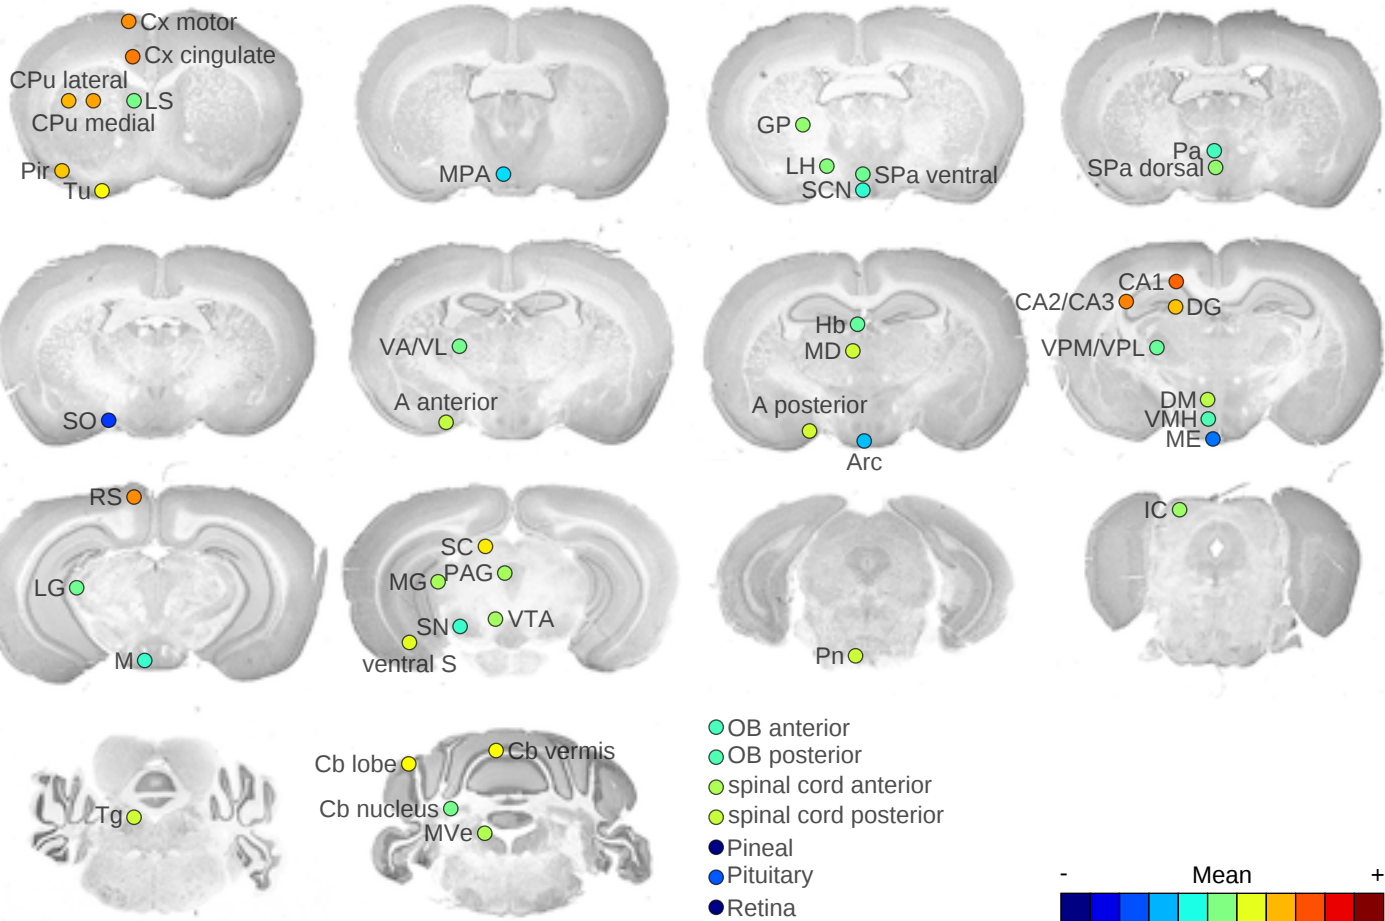 Cx motor
Cx cingulate
CPu lateral
LS
CPu medial
Pir
Tu
MPA
GP
LH
SPa ventral
SCN
Pa
SPa dorsal
SO
VA/VL
A anterior
Hb
MD
A posterior
Arc
CA1
CA2/CA3
DG
VPM/VPL
DM
VMH
ME
RS
LG
M
SC
MG
PAG
SN
VTA
ventral S
Pn
IC
Tg
Cb lobe
Cb vermis
Cb nucleus
MVe
OB anterior
OB posterior
spinal cord anterior
spinal cord posterior
Pineal
Pituitary
Retina
- Mean +